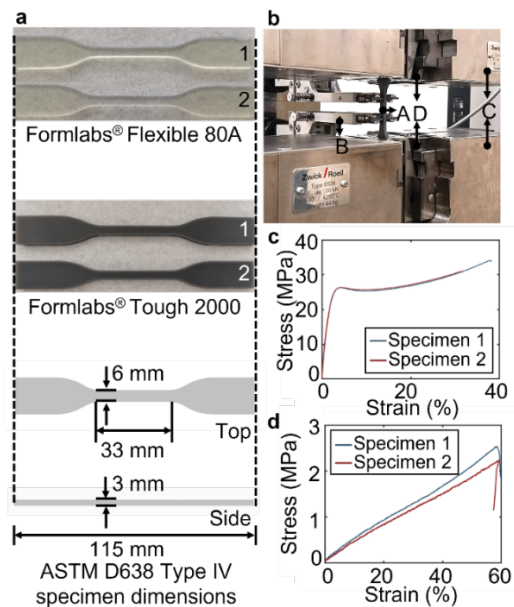 a
1
2
Formlabs® Flexible 80A
1
2
Formlabs® Tough 2000
6 mm
33 mm
Top
3 mm
Side
115 mm
ASTM D638 Type IV
specimen dimensions
b
A
D
C
B
Zwick / Roell
c
Stress (MPa)
40
30
20
10
0
Specimen 1
Specimen 2
0
10
20
30
40
Strain (%)
d
Stress (MPa)
3
2
1
0
Specimen 1
Specimen 2
0
20
40
60
Strain (%)